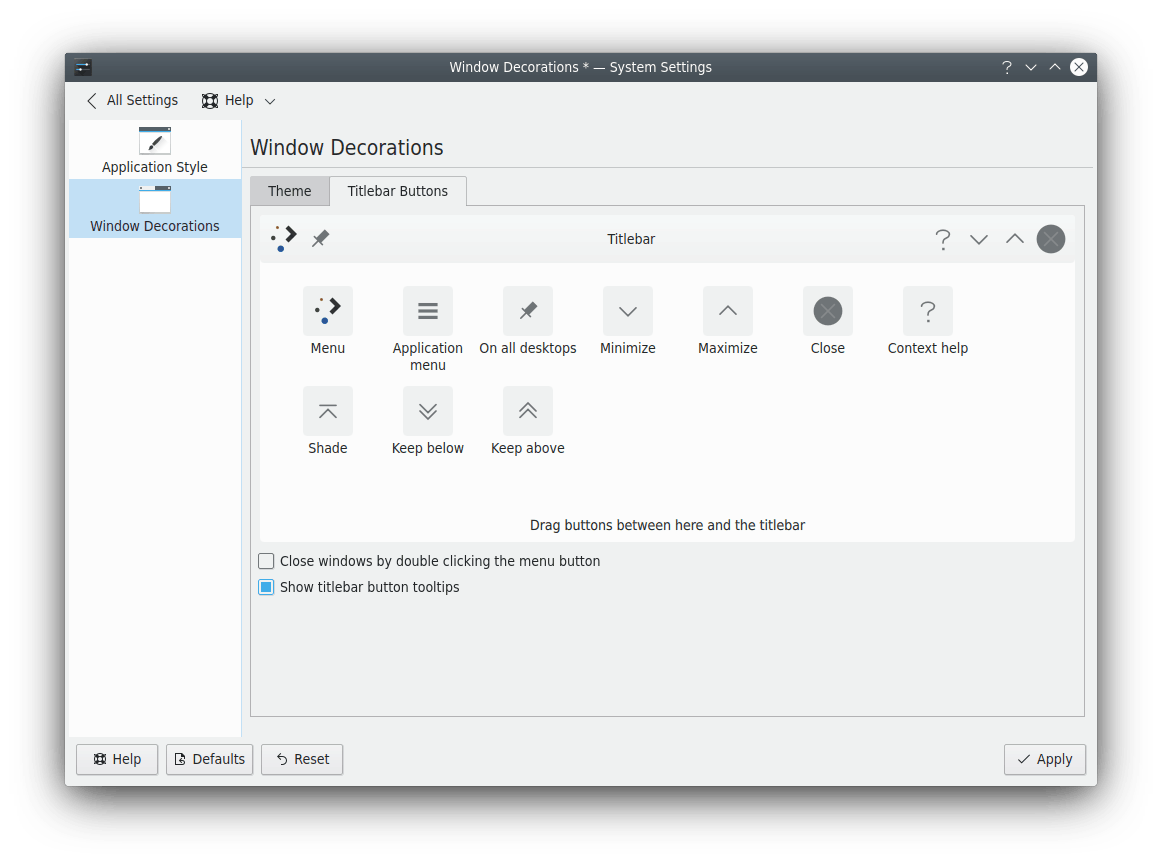 Window Decorations * — System Settings
All Settings
Help
Application Style
Window Decorations
Window Decorations
Theme
Titlebar Buttons
Titlebar
Menu
Application
menu
On all desktops
Minimize
Maximize
Close
Context help
Shade
Keep below
Keep above
Drag buttons between here and the titlebar
Close windows by double clicking the menu button
Show titlebar button tooltips
Help
Defaults
Reset
Apply